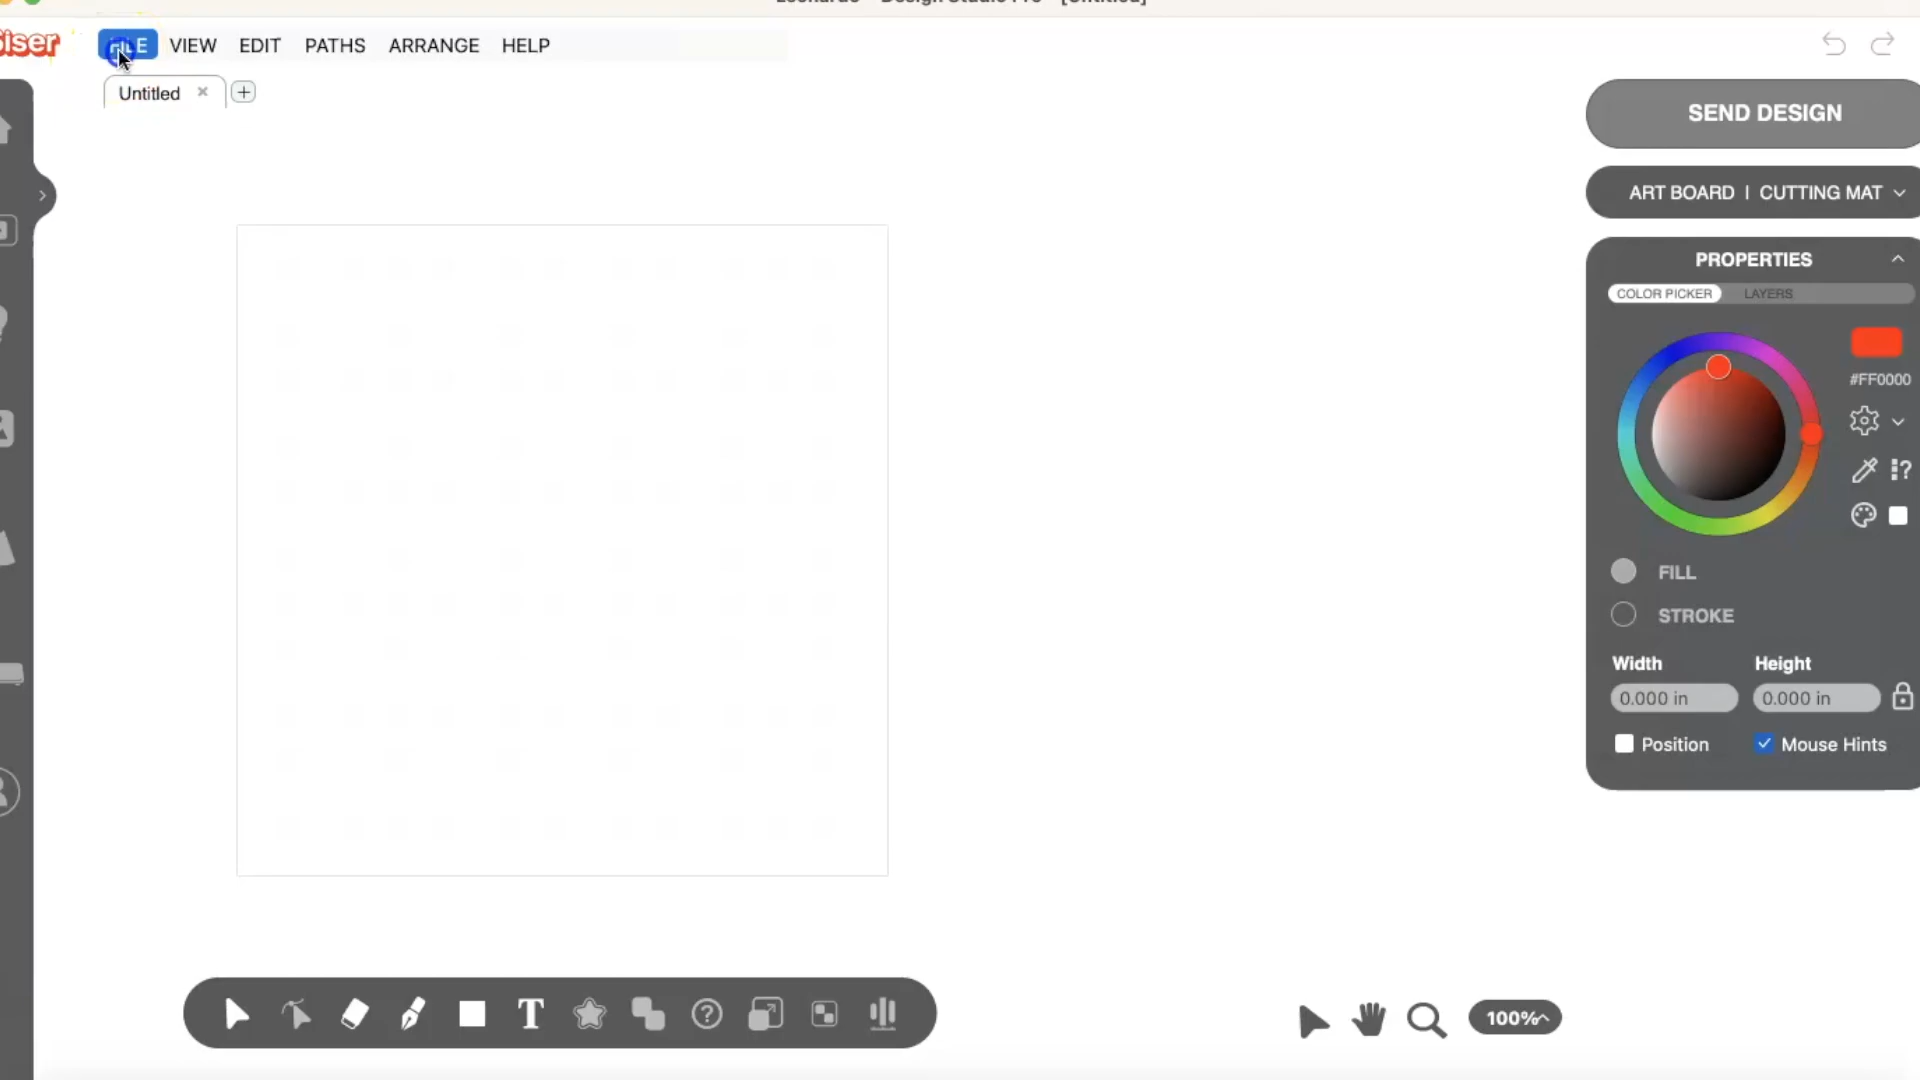 FILE VIEW EDIT PATHS ARRANGE HELP
Untitled
SEND DESIGN
ART BOARD | CUTTING MAT
PROPERTIES
COLOR PICKER LAYERS
#FF0000
FILL
STROKE
Width Height
0.000 in 0.000 in
Position Mouse Hints
T
100%